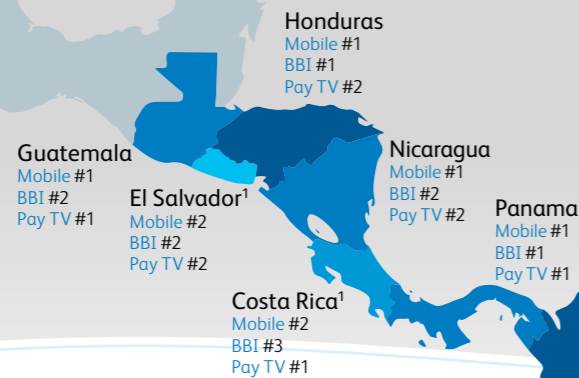 Honduras
Mobile #1
BBI #1
Pay TV #2
Guatemala
Mobile #1
BBI #2
Pay TV #1
El Salvador¹
Mobile #2
BBI #2
Pay TV #2
Nicaragua
Mobile #1
BBI #2
Pay TV #2
Panama
Mobile #1
BBI #1
Pay TV #1
Costa Rica¹
Mobile #2
BBI #3
Pay TV #1